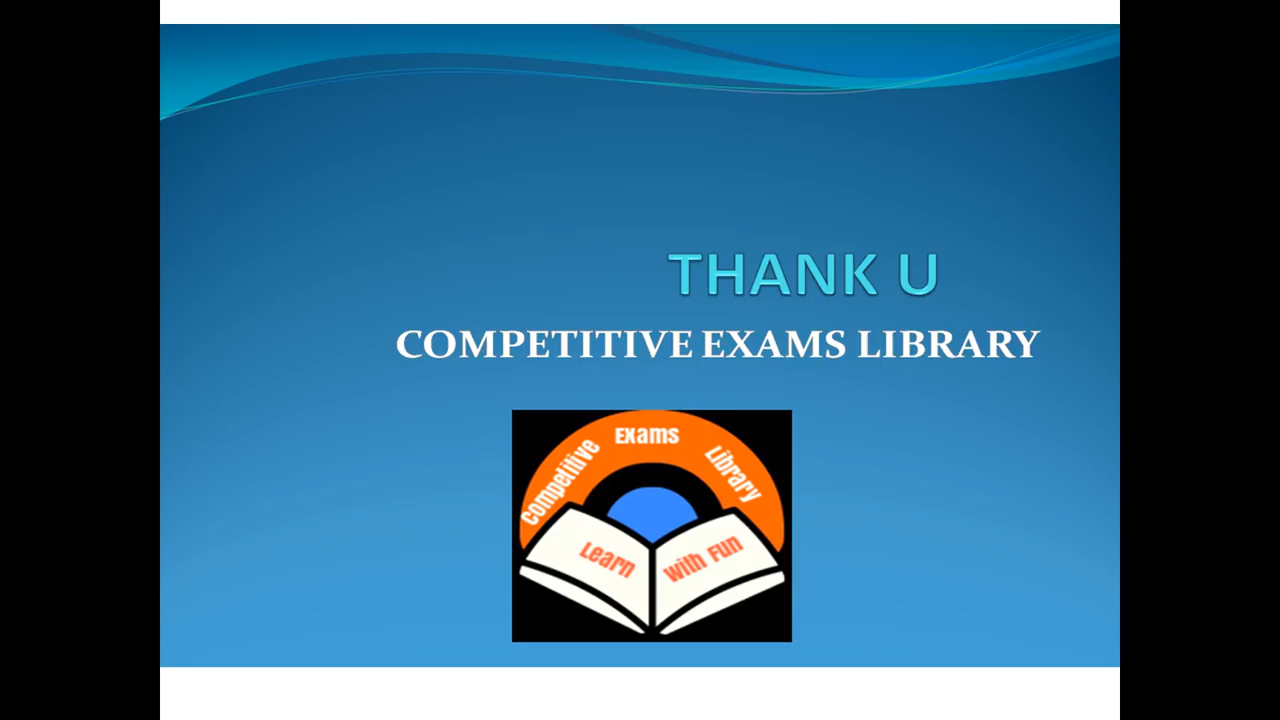 THANK U
COMPETITIVE EXAMS LIBRARY
Competitive Exams Library
Learn with Fun